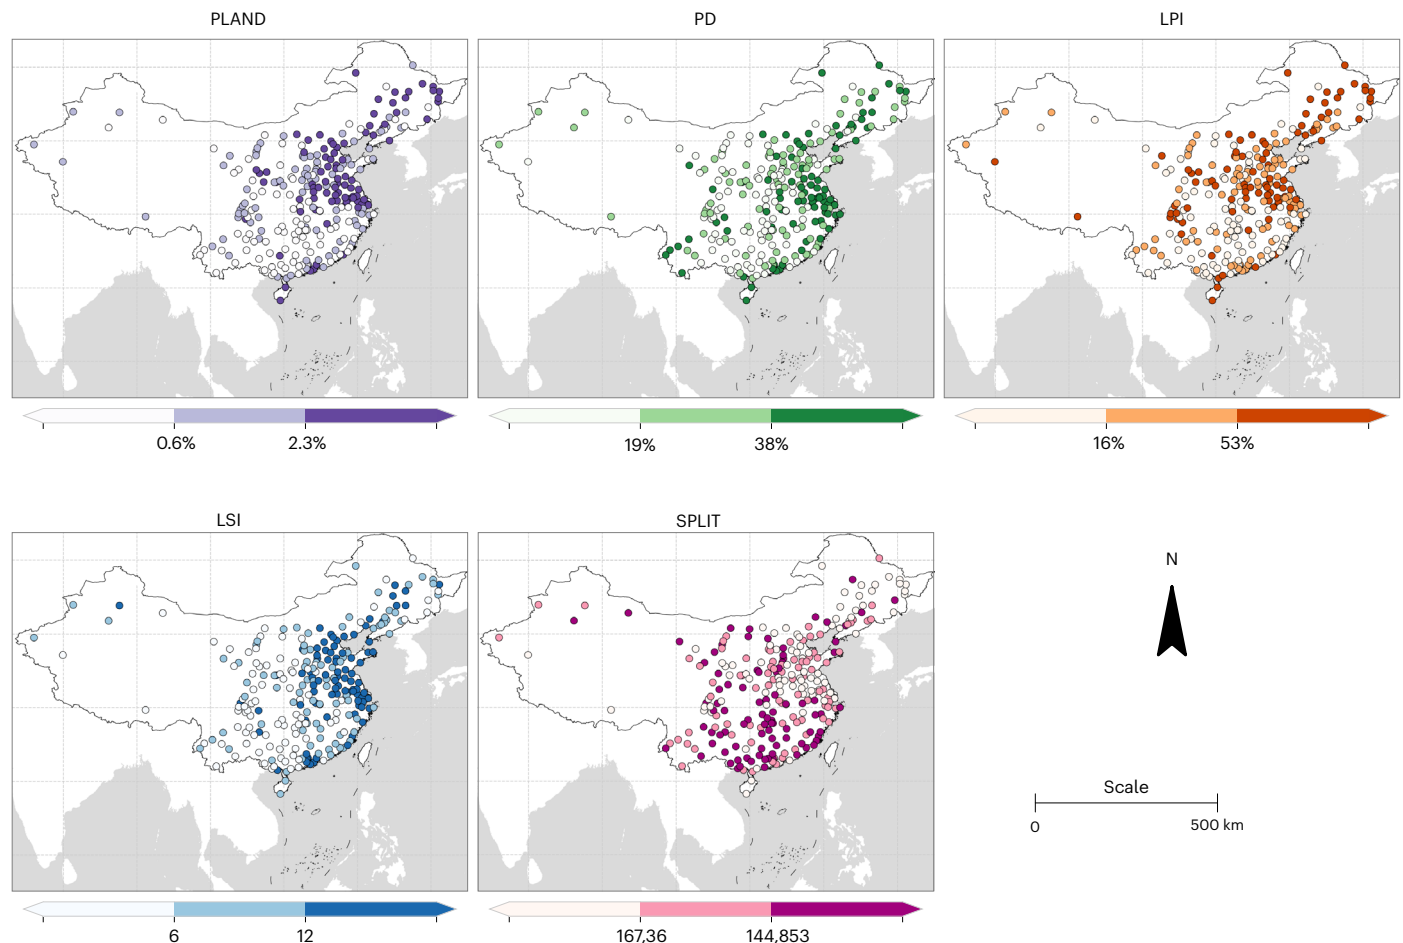 PLAND PD LPI
0.6% 2.3% 19% 38% 16% 53%
LSI SPLIT
N
Scale
0 500 km
6 12 167,36 144,853